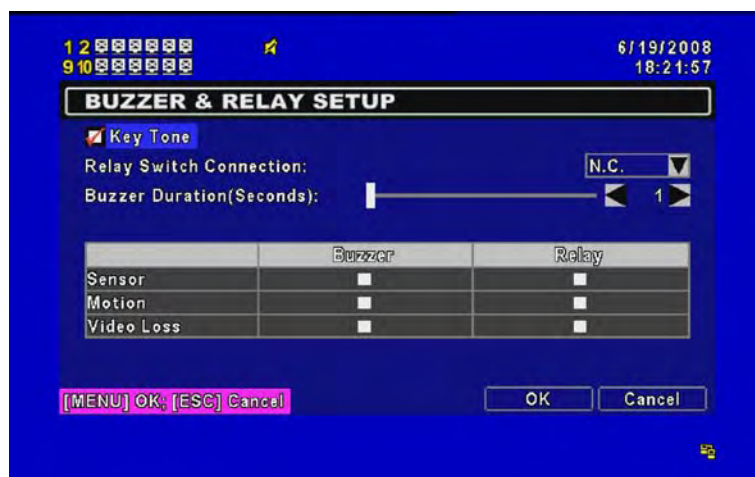 1 2
6/19/2008
9 10
18:21:57
BUZZER & RELAY SETUP
Key Tone
Relay Switch Connection: N.C.
Buzzer Duration(Seconds): 1
Buzzer Relay
Sensor
Motion
Video Loss
[MENU] OK; [ESC] Cancel OK Cancel